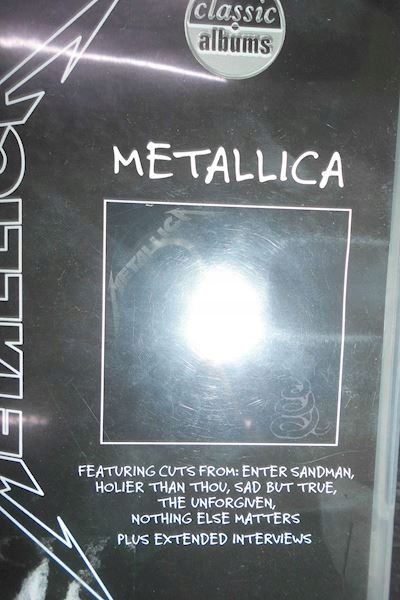 classic
albums
METALLICA
METALLICA
METALLICA
FEATURING CUTS FROM: ENTER SANDMAN,
HOLIER THAN THOU, SAD BUT TRUE,
THE UNFORGIVEN,
NOTHING ELSE MATTERS
PLUS EXTENDED INTERVIEWS